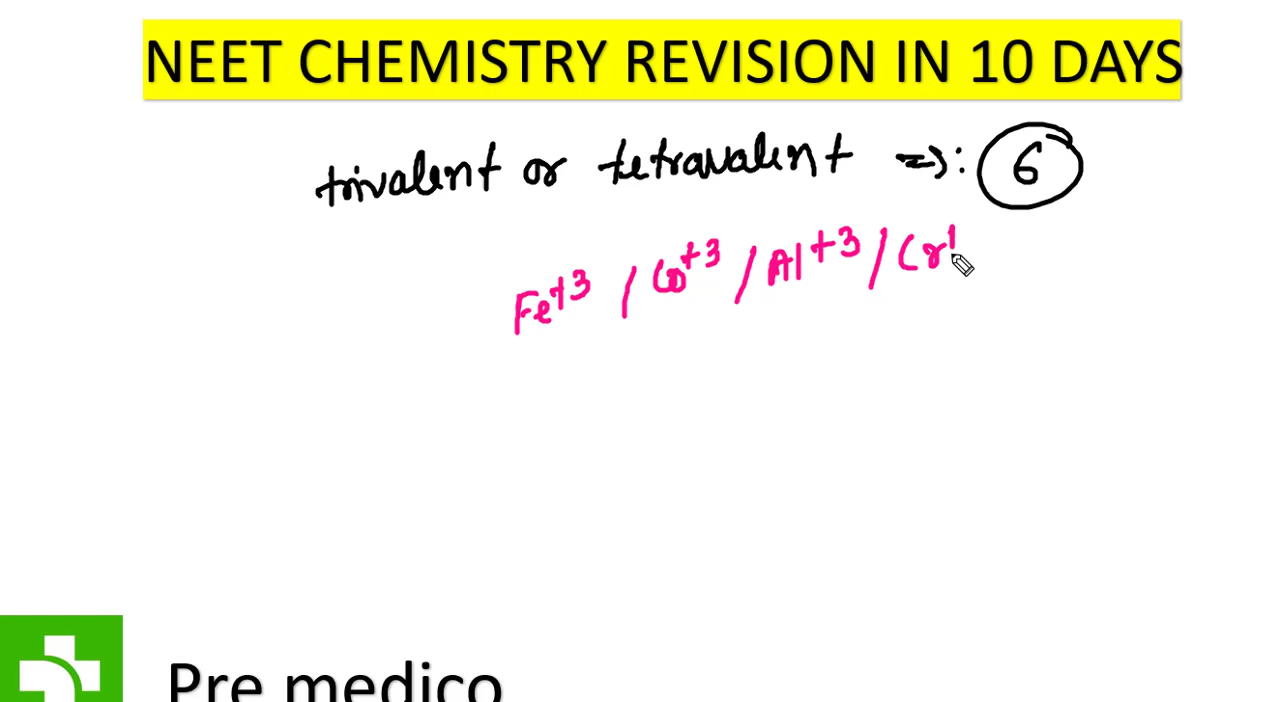 NEET CHEMISTRY REVISION IN 10 DAYS
trivalent or tetravalent =>: 6
Fe+3 / Co+3 / Al+3 / Cr
Pre medico